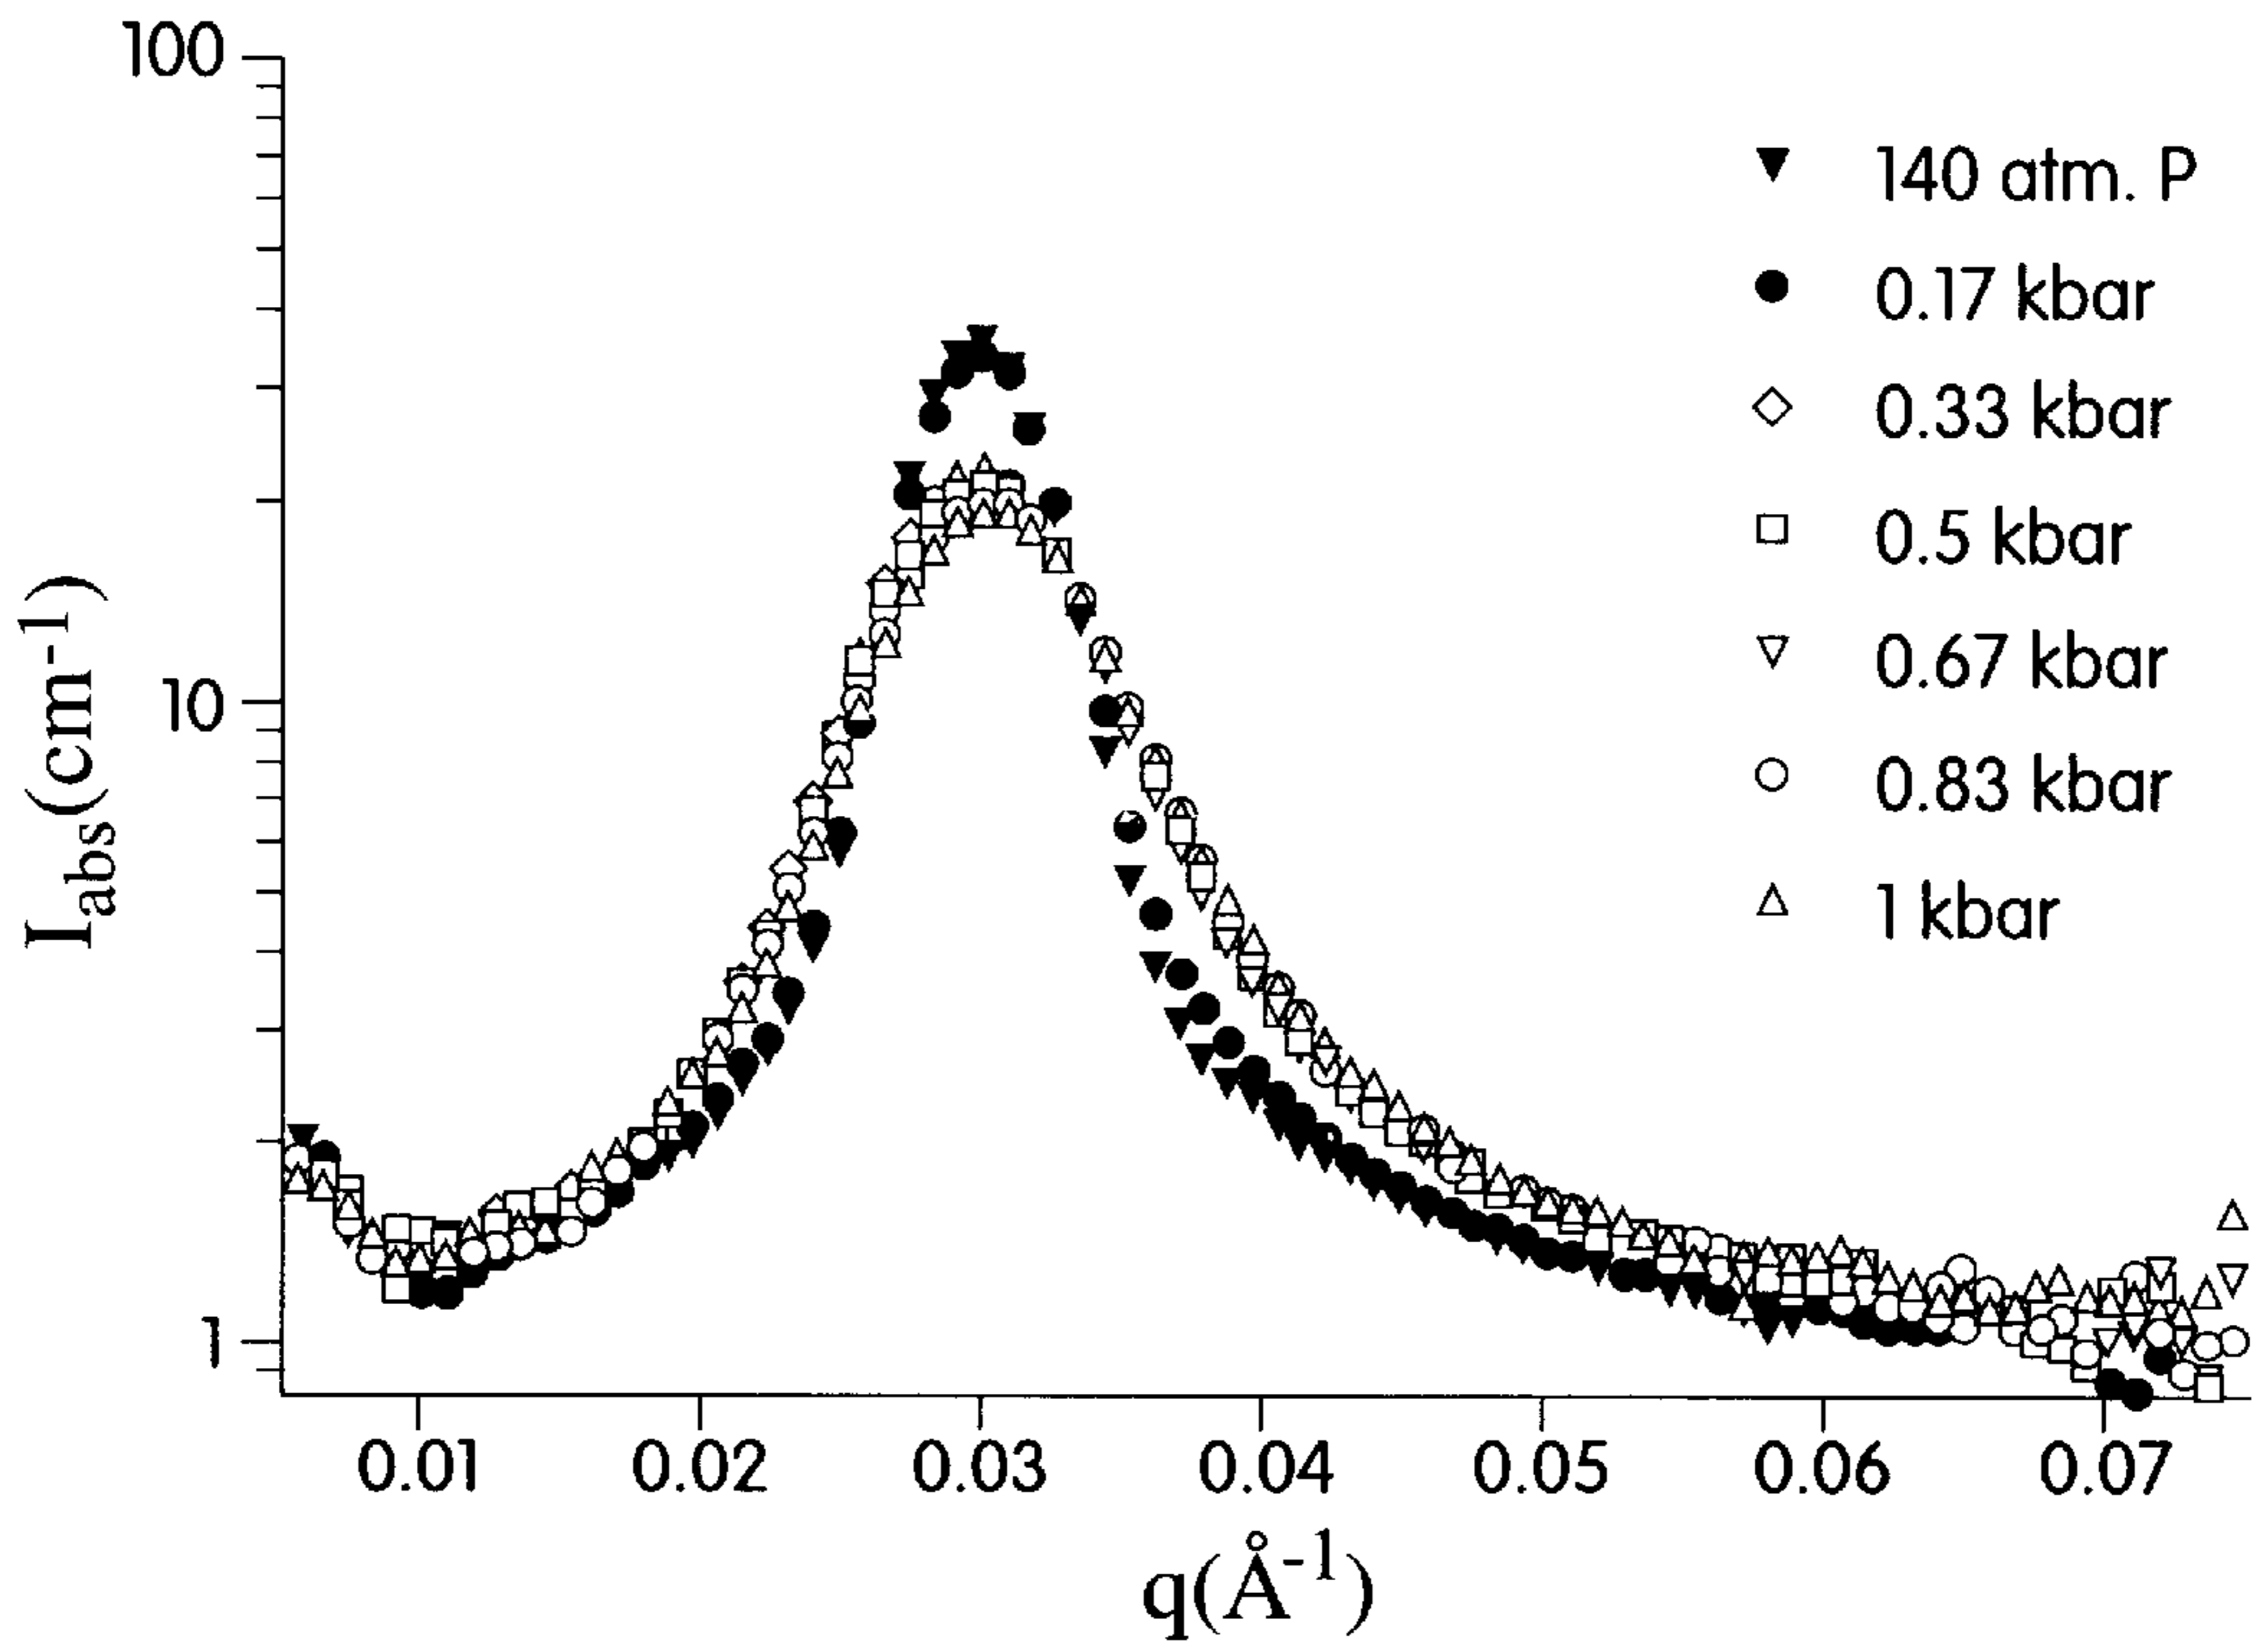 100
10
1
I_abs(cm^-1)
▼ 140 atm. P
● 0.17 kbar
◇ 0.33 kbar
□ 0.5 kbar
▽ 0.67 kbar
○ 0.83 kbar
△ 1 kbar
0.01 0.02 0.03 0.04 0.05 0.06 0.07
q(Å^-1)